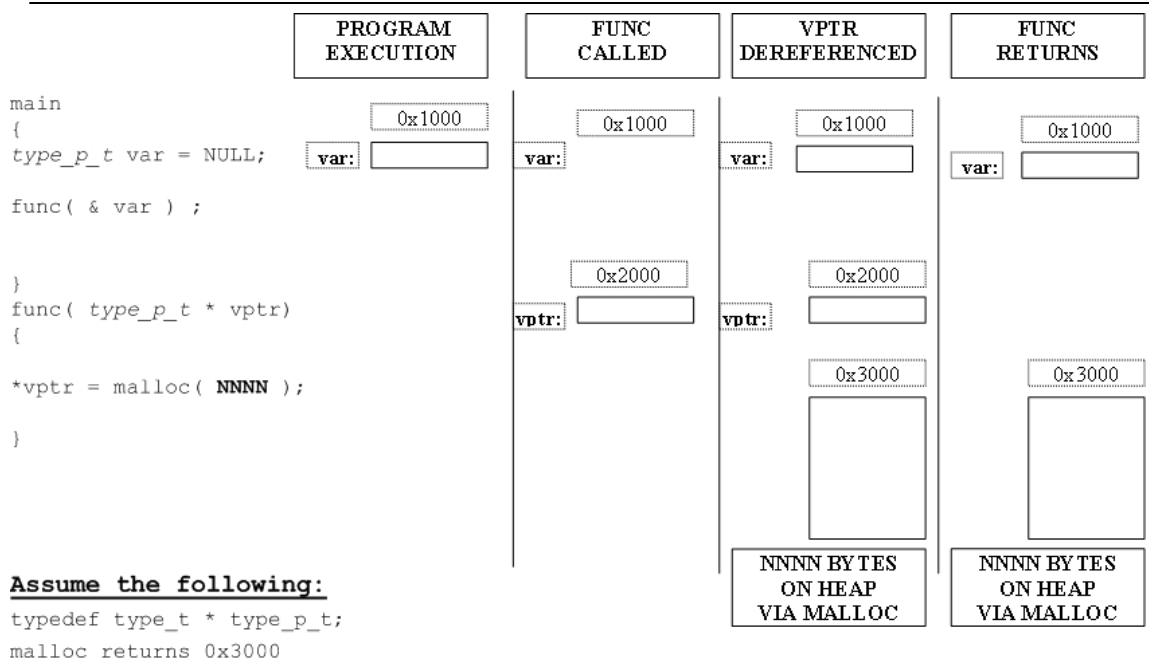 PROGRAM
EXECUTION
FUNC
CALLED
VPTR
DEREFERENCED
FUNC
RETURNS
main
{
type_p_t var = NULL;
func( & var ) ;
}
func( type_p_t * vptr)
{
*vptr = malloc( NNNN );
}
0x1000
var:
0x1000
var:
0x2000
vptr:
0x1000
var:
0x2000
vptr:
0x3000
NNNN BYTES
ON HEAP
VIA MALLOC
0x1000
var:
0x3000
NNNN BYTES
ON HEAP
VIA MALLOC
Assume the following:
typedef type_t * type_p_t;
malloc returns 0x3000